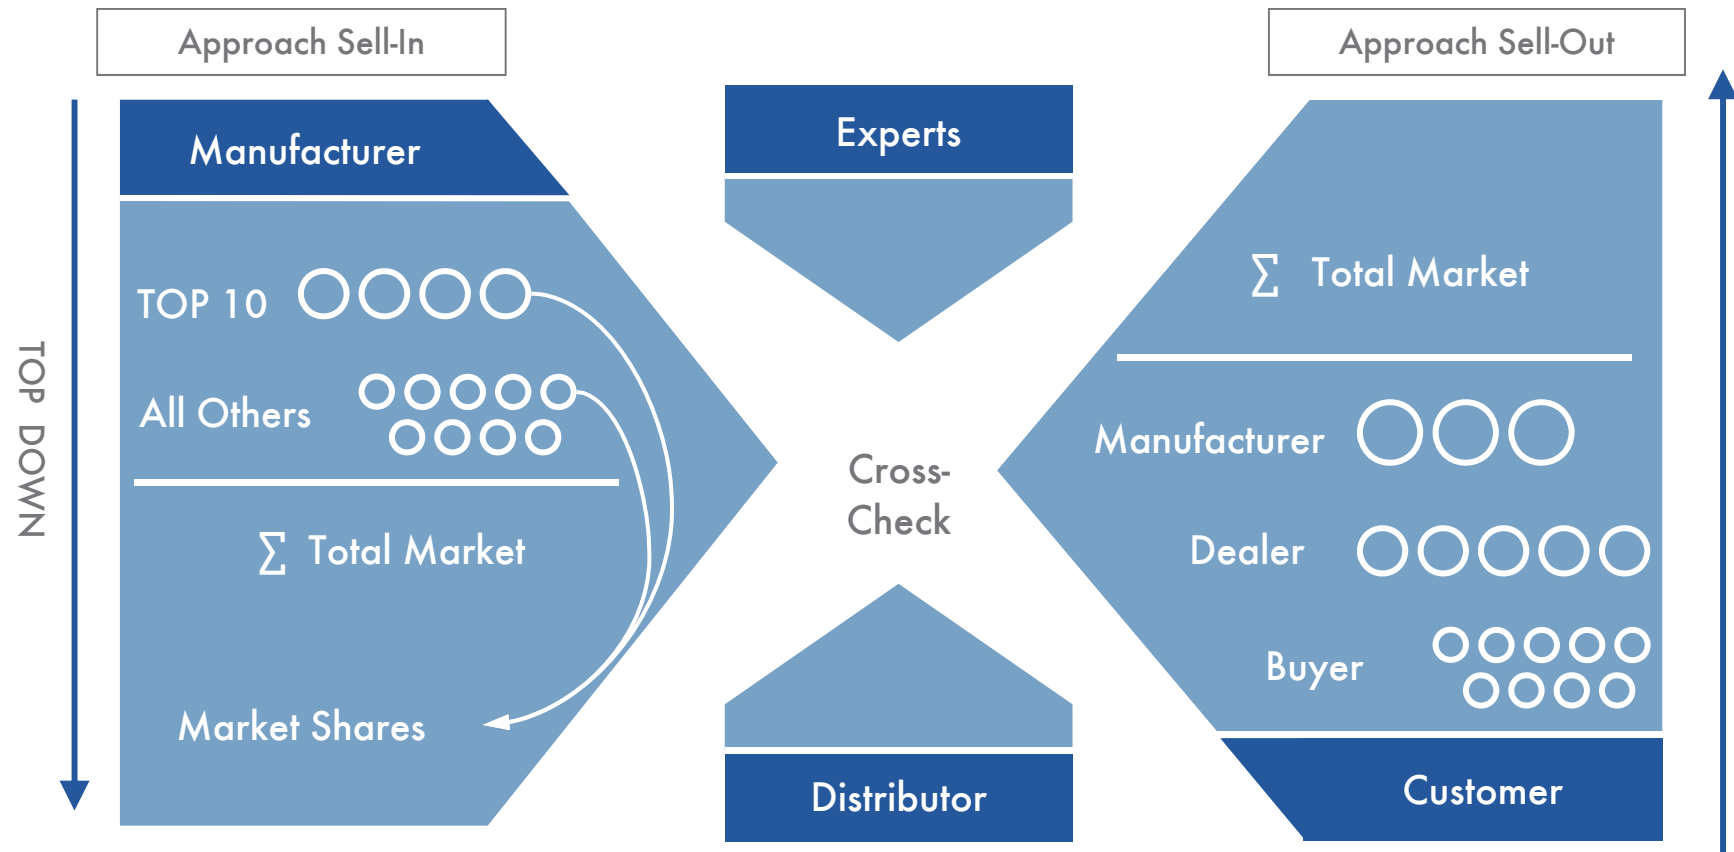 Approach Sell-In
Approach Sell-Out
Manufacturer
TOP 10
All Others
∑ Total Market
Market Shares
TOP DOWN
Experts
Cross-
Check
Distributor
∑ Total Market
Manufacturer
Dealer
Buyer
Customer